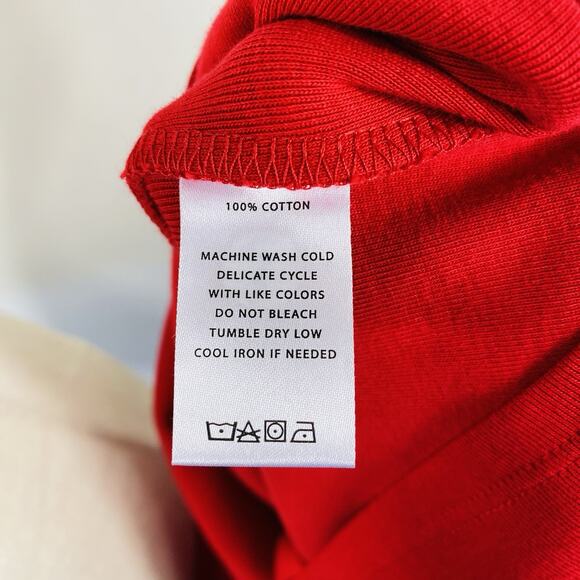 100% COTTON
MACHINE WASH COLD
DELICATE CYCLE
WITH LIKE COLORS
DO NOT BLEACH
TUMBLE DRY LOW
COOL IRON IF NEEDED